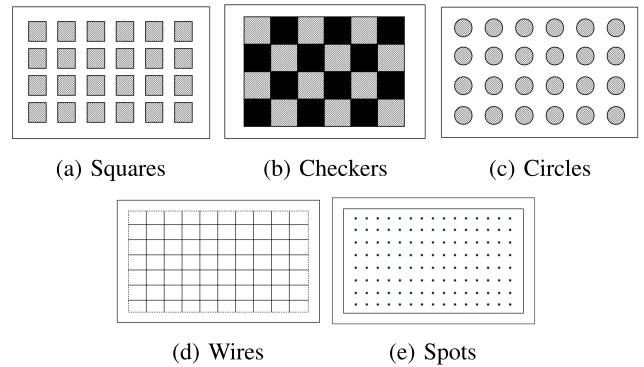 (a) Squares
(b) Checkers
(c) Circles
(d) Wires
(e) Spots